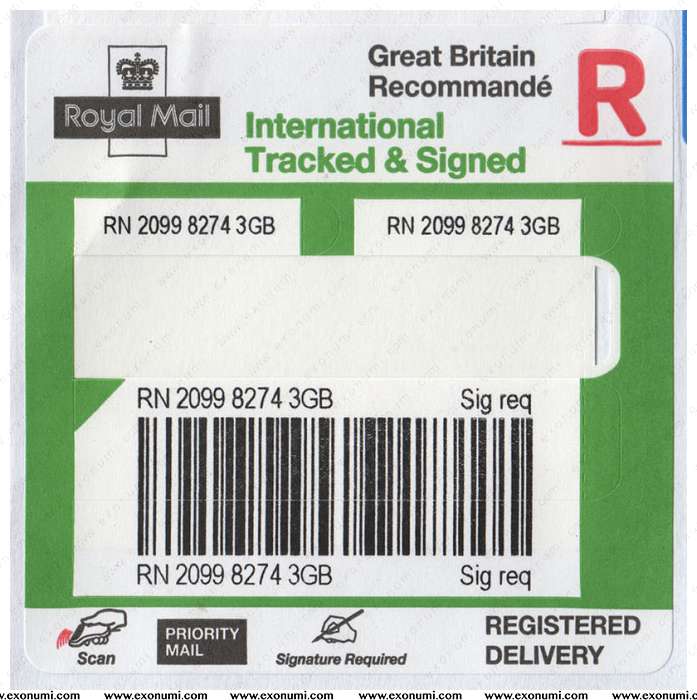 Royal Mail
Great Britain
Recommandé
R
International
Tracked & Signed
RN 2099 8274 3GB
RN 2099 8274 3GB
RN 2099 8274 3GB Sig req
RN 2099 8274 3GB Sig req
Scan
PRIORITY
MAIL
Signature Required
REGISTERED
DELIVERY
www.exonumi.com www.exonumi.com www.exonumi.com www.exonumi.com www.exonumi.com